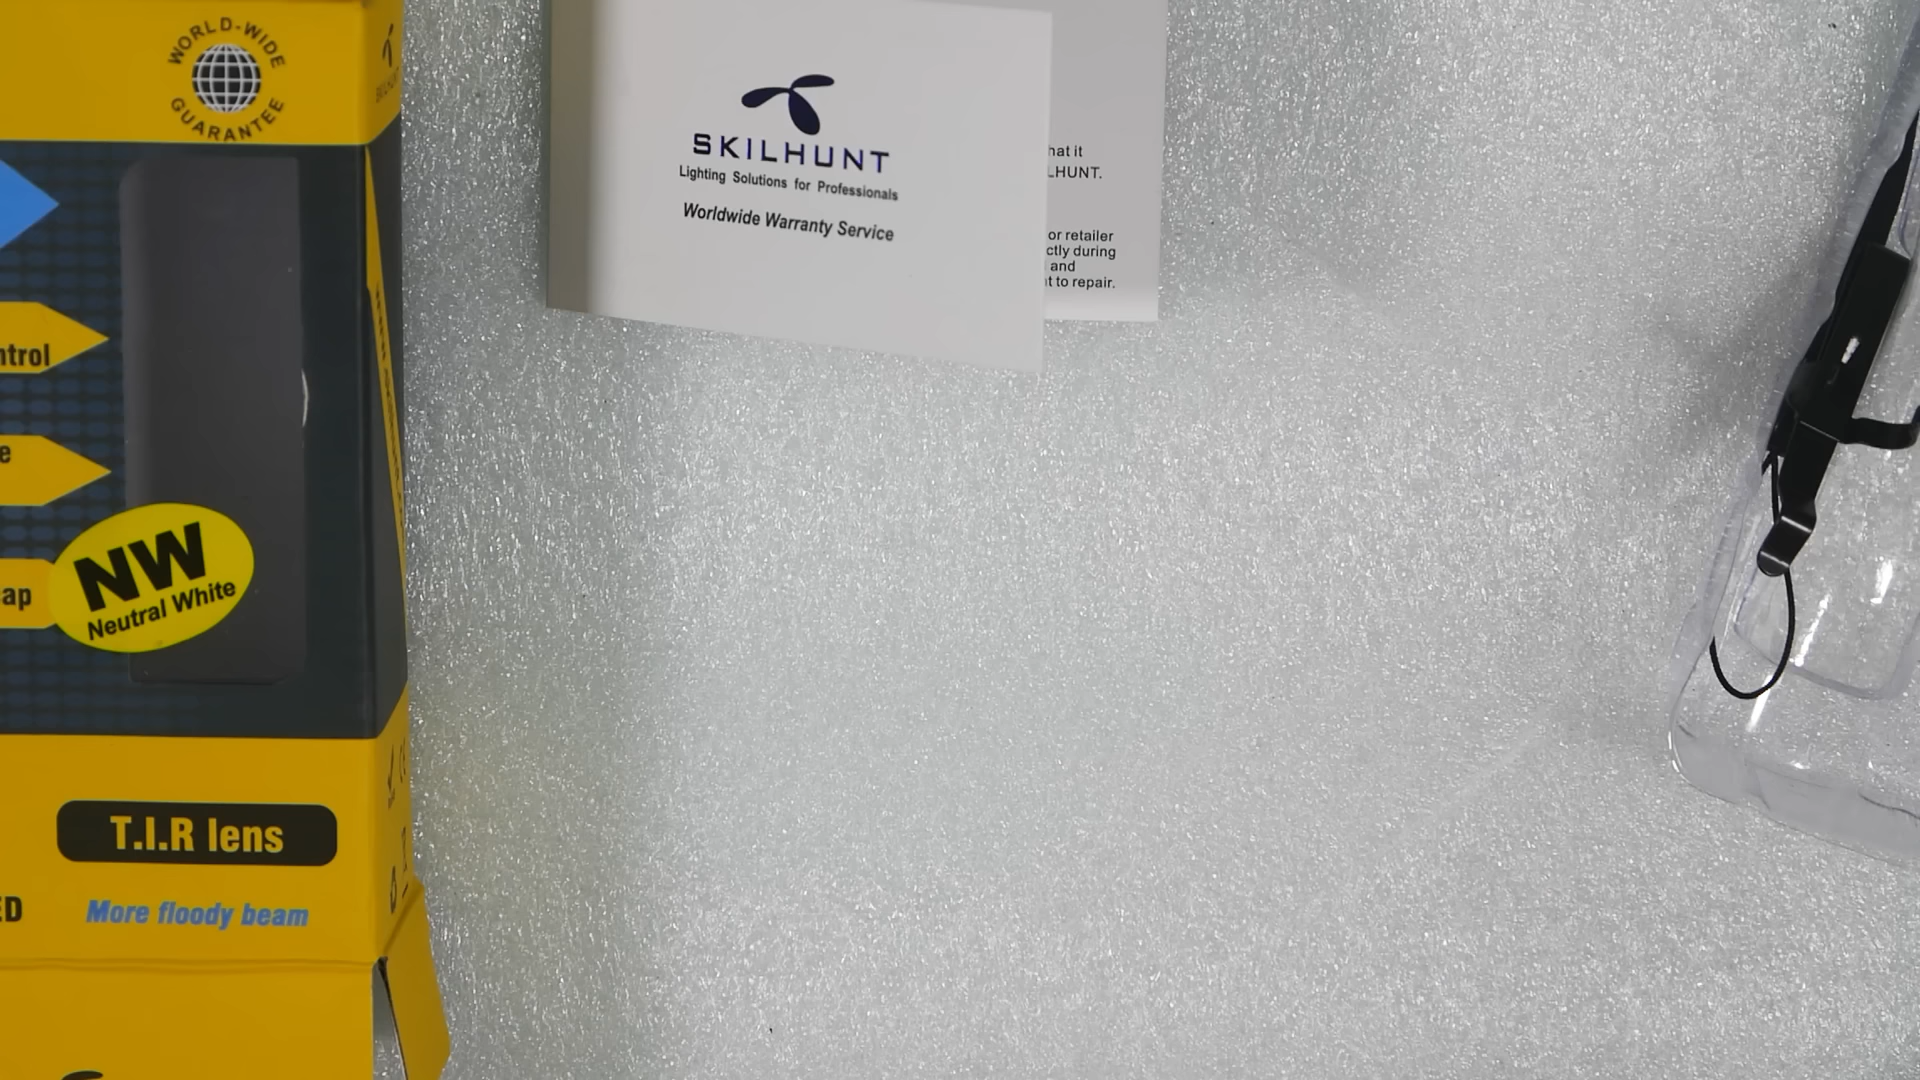 WORLD-WIDE
GUARANTEE
ntrol
e
ap
NW
Neutral White
T.I.R lens
ED
More floody beam
SKILHUNT
Lighting Solutions for Professionals
Worldwide Warranty Service
hat it
LHUNT.
or retailer
ctly during
and
t to repair.